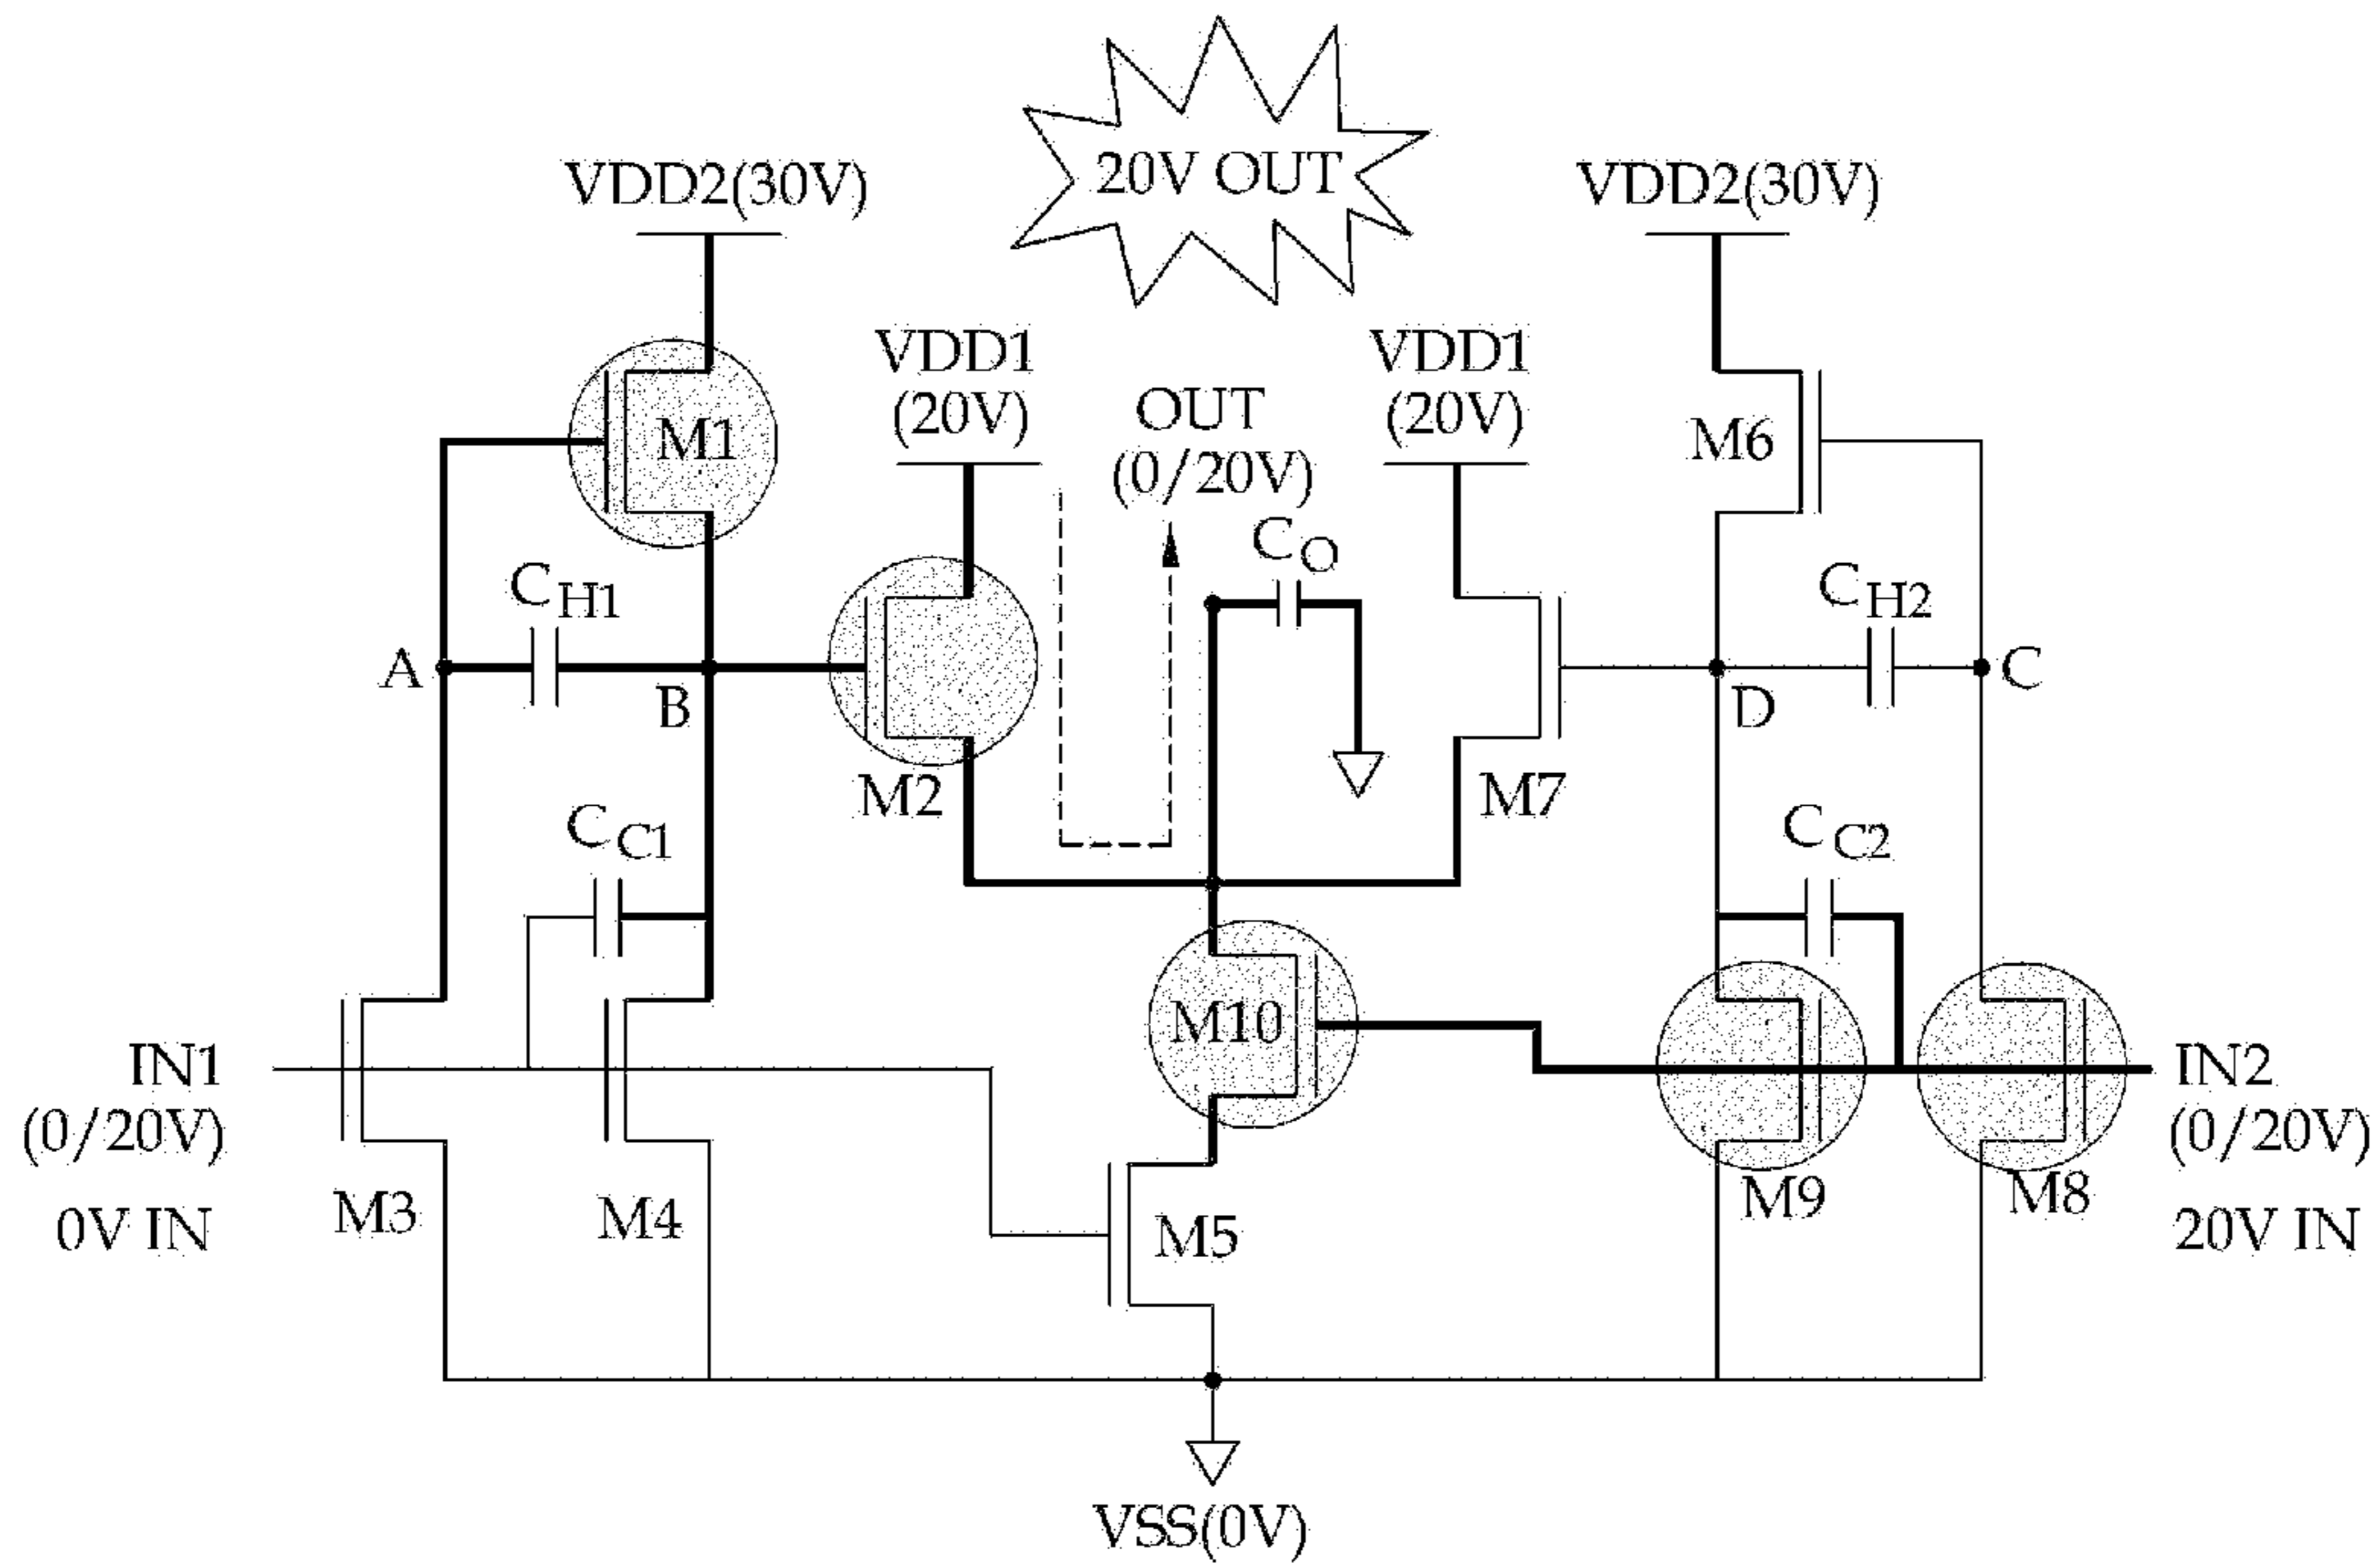 20V OUT
VDD2(30V)
VDD2(30V)
VDD1
(20V)
OUT
(0/20V)
VDD1
(20V)
M1
M6
CO
CH1
CH2
A
B
D
C
M2
M7
CC1
CC2
M10
IN1
(0/20V)
0V IN
IN2
(0/20V)
20V IN
M3
M4
M5
M9
M8
VSS(0V)